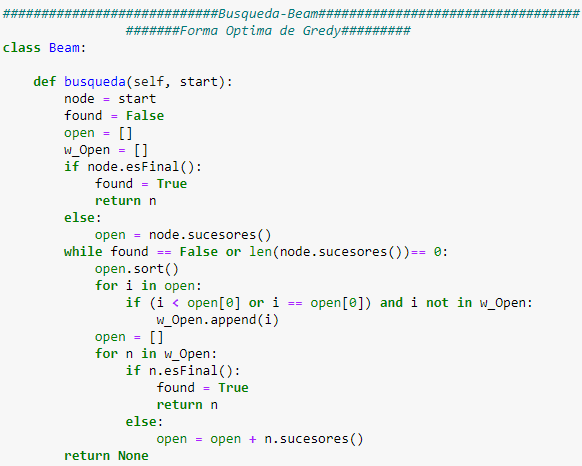 ############################Busqueda-Beam##################################
#######Forma Optima de Gredy#########
class Beam:
def busqueda(self, start):
node = start
found = False
open = []
w_Open = []
if node.esFinal():
found = True
return n
else:
open = node.sucesores()
while found == False or len(node.sucesores())== 0:
open.sort()
for i in open:
if (i < open[0] or i == open[0]) and i not in w_Open:
w_Open.append(i)
open = []
for n in w_Open:
if n.esFinal():
found = True
return n
else:
open = open + n.sucesores()
return None